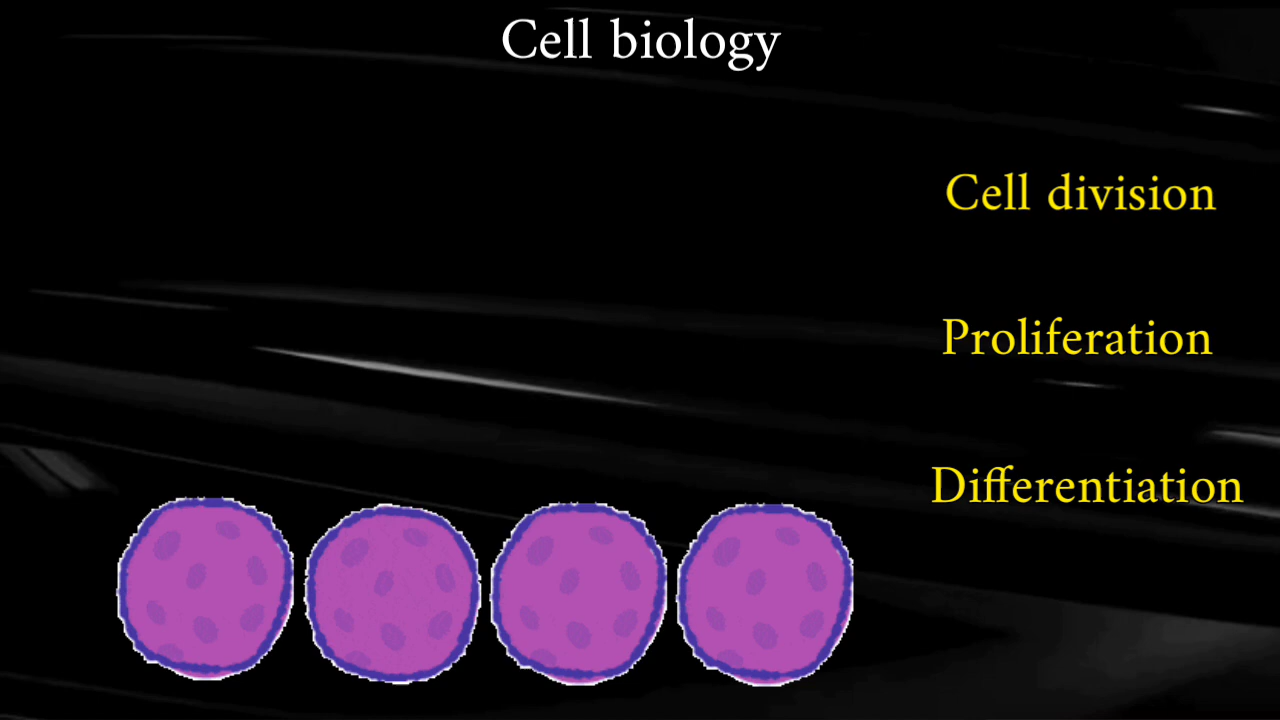 Cell biology
Cell division
Proliferation
Differentiation